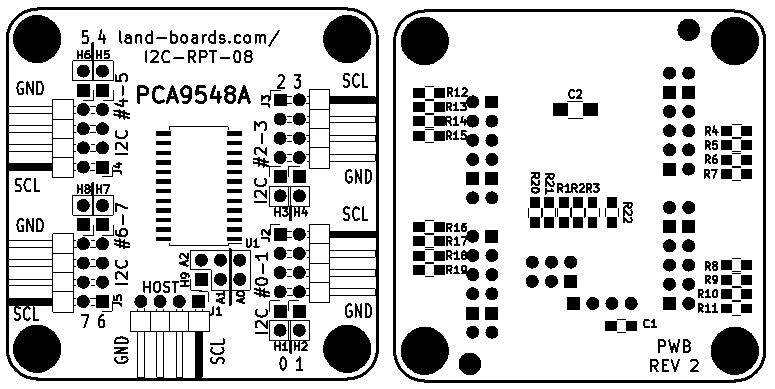 5 4 land-boards.com/
I2C-RPT-08
H6 H5
GND
PCA9548A
2 3
SCL
J3
I2C #4-5
I2C #2-3
J4
SCL
GND
H8 H7
H3 H4
GND
SCL
U1
J2
I2C #6-7
I2C #0-1
A2
H9
A1
A0
HOST
J5
SCL
7 6
J1
GND
H1 H2
GND
SCL
0 1
R12
R13
R14
R15
C2
R4
R5
R6
R7
R20
R21
R1
R2
R3
R22
R16
R17
R18
R19
R8
R9
R10
R11
C1
PWB
REV 2